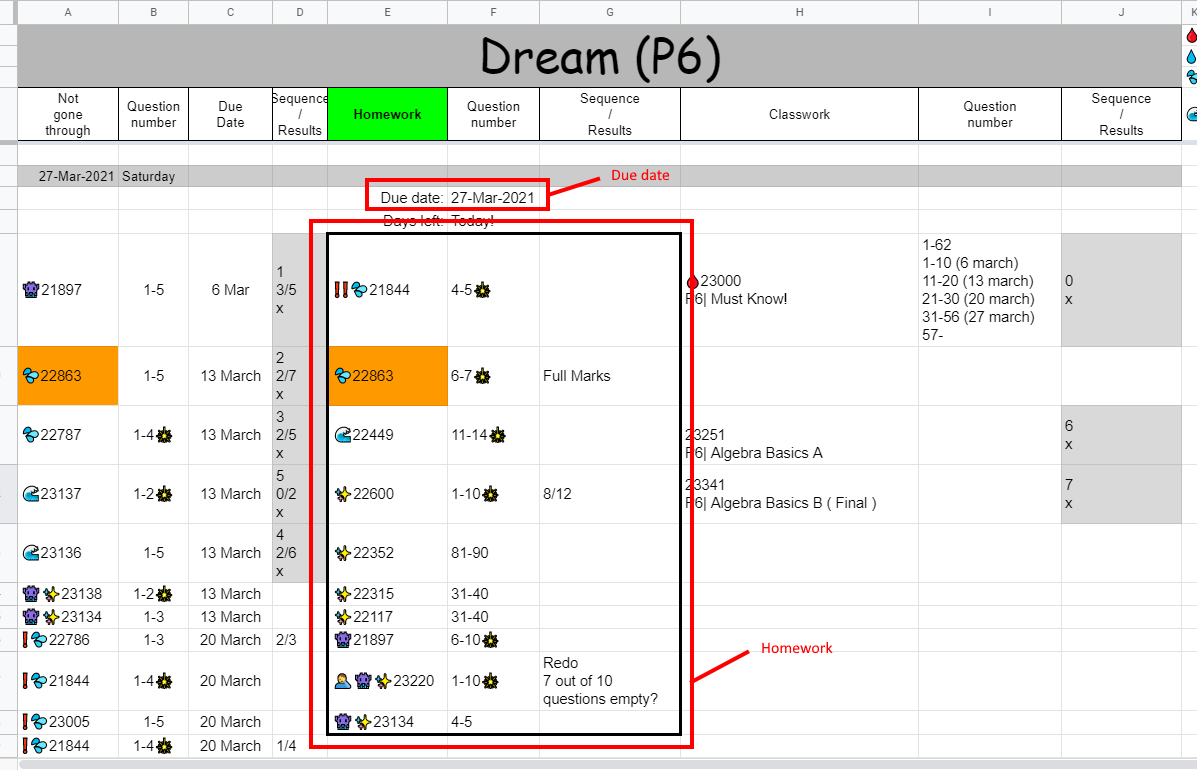 A B C D E F G H I J K
Dream (P6)
Not gone through Question number Due Date Sequence / Results Homework Question number Sequence / Results Classwork Question number Sequence / Results
27-Mar-2021 Saturday
Due date
Due date: 27-Mar-2021
Days left: Today!
21897 1-5 6 Mar 1 3/5 x 21844 4-5 23000 P6| Must Know! 1-62 0 x
1-10 (6 march)
11-20 (13 march)
21-30 (20 march)
31-56 (27 march)
57-
22863 1-5 13 March 2 2/7 x 22863 6-7 Full Marks
22787 1-4 13 March 3 2/5 x 22449 11-14 23251 P6| Algebra Basics A 6 x
23137 1-2 13 March 5 0/2 x 22600 1-10 8/12 23341 P6| Algebra Basics B ( Final ) 7 x
23136 1-5 13 March 4 2/6 x 22352 81-90
23138 1-2 13 March 22315 31-40
23134 1-3 13 March 22117 31-40
22786 1-3 20 March 2/3 21897 6-10
Homework
21844 1-4 20 March 23220 1-10 Redo
7 out of 10
questions empty?
23005 1-5 20 March 23134 4-5
21844 1-4 20 March 1/4